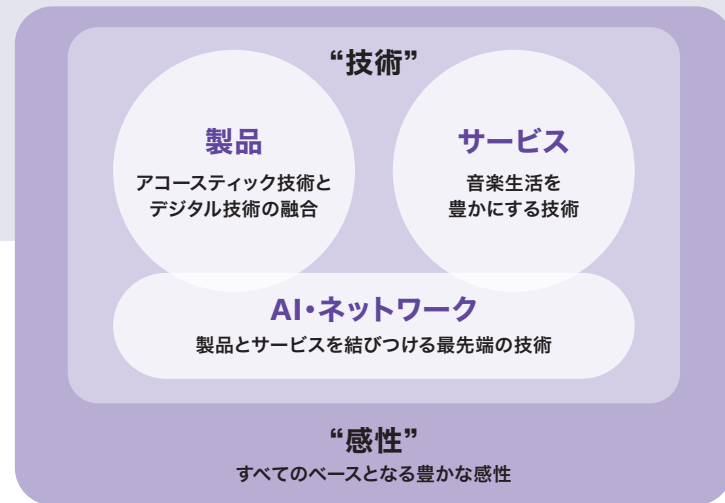 “技術”
製品
アコースティック技術と
デジタル技術の融合
サービス
音楽生活を
豊かにする技術
AI・ネットワーク
製品とサービスを結びつける最先端の技術
“感性”
すべてのベースとなる豊かな感性